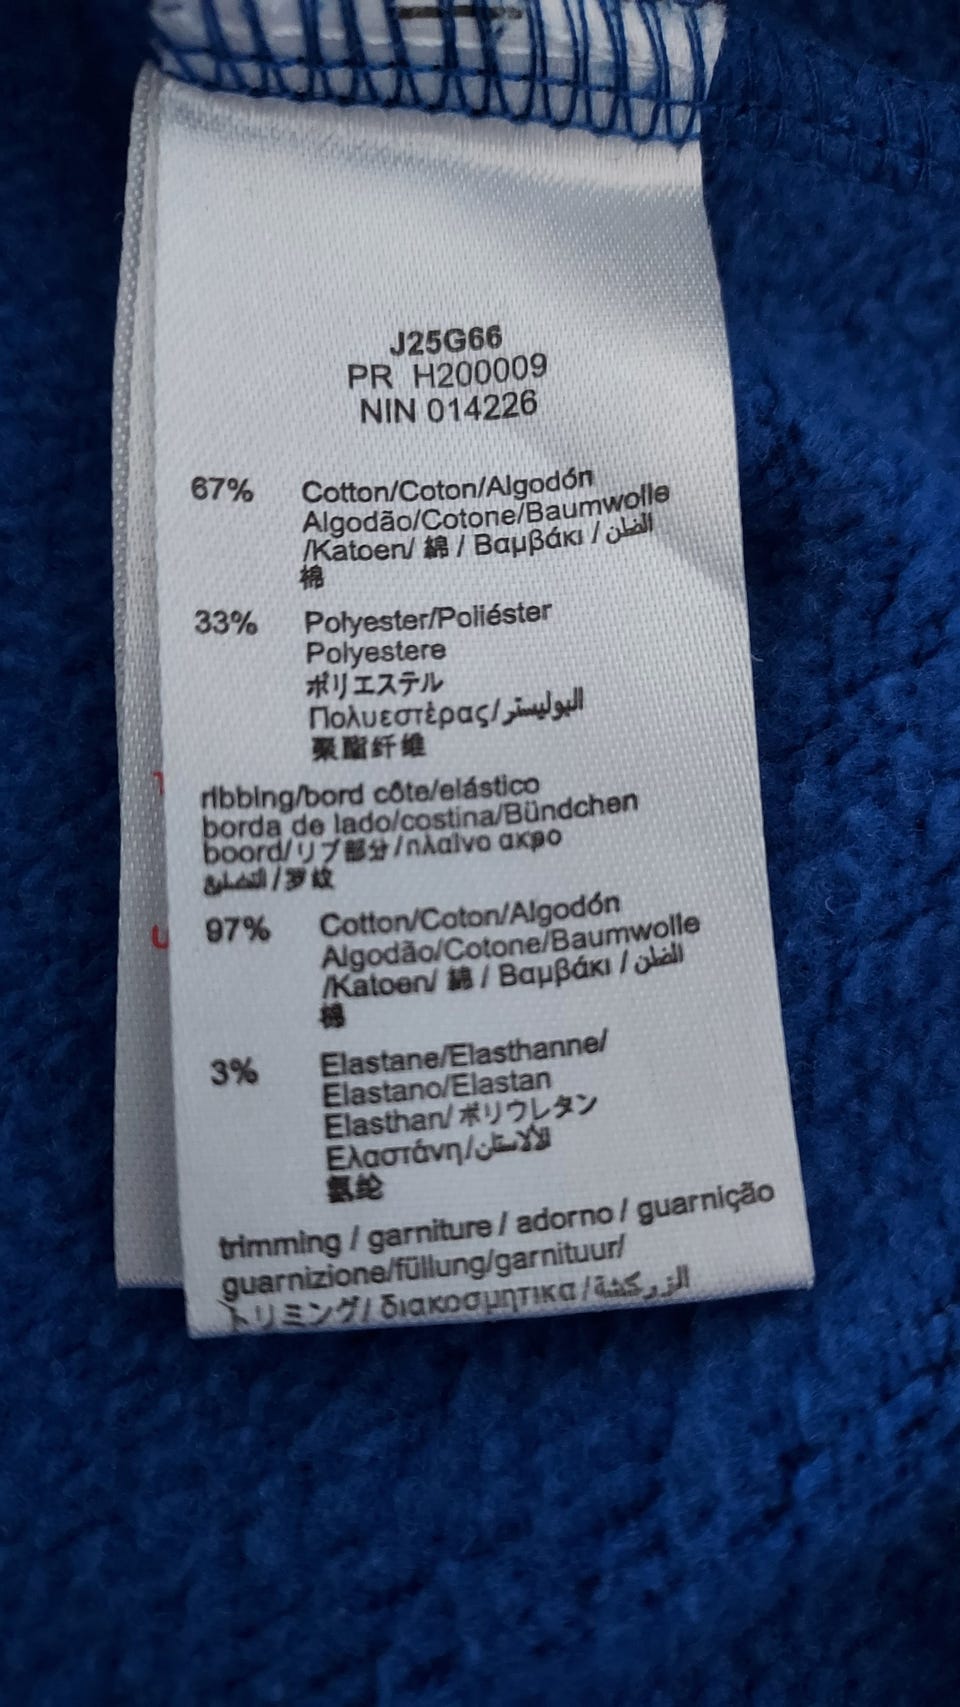 J25G66
PR H200009
NIN 014226
67% Cotton/Coton/Algodón
Algodão/Cotone/Baumwolle
/Katoen/ 綿 / Βαμβάκι / القطن
棉
33% Polyester/Poliéster
Polyestere
ポリエステル
Πολυεστέρας/البوليستر
聚酯纤维
ribbing/bord côte/elástico
borda de lado/costina/Bündchen
boord/リブ部分/πλαίνο ακρο
التضليع/罗纹
97% Cotton/Coton/Algodón
Algodão/Cotone/Baumwolle
/Katoen/ 綿 / Βαμβάκι / القطن
棉
3% Elastane/Elasthanne/
Elastano/Elastan
Elasthan/ポリウレタン
Ελαστάνη/الألاستان
氨纶
trimming / garniture / adorno / guarnição
guarnizione/füllung/garnituur/
トリミング/ διακοσμητικα /الزركشة